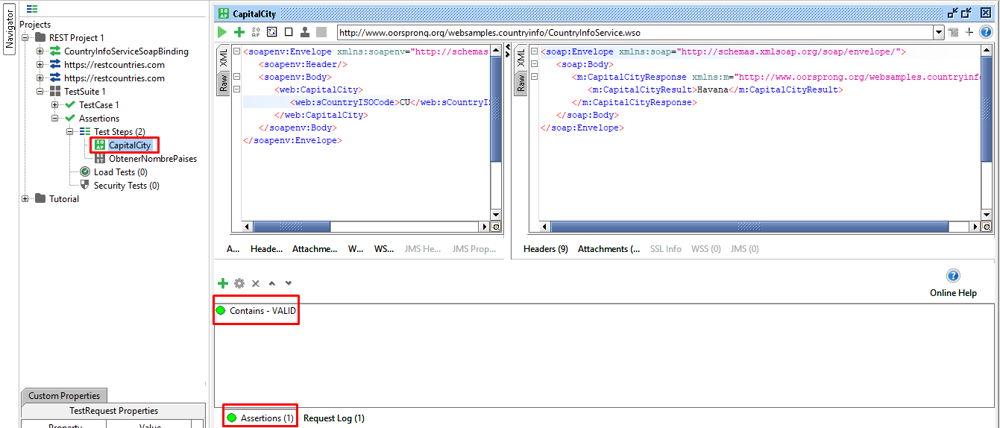 Navigator
Projects
REST Project 1
CountryInfoServiceSoapBinding
https://restcountries.com
https://restcountries.com
TestSuite 1
TestCase 1
Assertions
Test Steps (2)
CapitalCity
ObtenerNombrePaises
Load Tests (0)
Security Tests (0)
Tutorial
Custom Properties
TestRequest Properties
Property Value
CapitalCity
http://www.oorsprong.org/websamples.countryinfo/CountryInfoService.wso
XML
Raw
<soapenv:Envelope xmlns:soapenv="http://schemas
<soapenv:Header/>
<soapenv:Body>
<web:CapitalCity>
<web:sCountryISOCode>CU</web:sCountryIS
</web:CapitalCity>
</soapenv:Body>
</soapenv:Envelope>
A... Heade... Attachme... W... WS... JMS He... JMS Prop...
XML
Raw
<soap:Envelope xmlns:soap="http://schemas.xmlsoap.org/soap/envelope/">
<soap:Body>
<m:CapitalCityResponse xmlns:m="http://www.oorsprong.org/websamples.countryinf
<m:CapitalCityResult>Havana</m:CapitalCityResult>
</m:CapitalCityResponse>
</soap:Body>
</soap:Envelope>
Headers (9) Attachments (... SSL Info WSS (0) JMS (0)
Online Help
Contains - VALID
Assertions (1) Request Log (1)